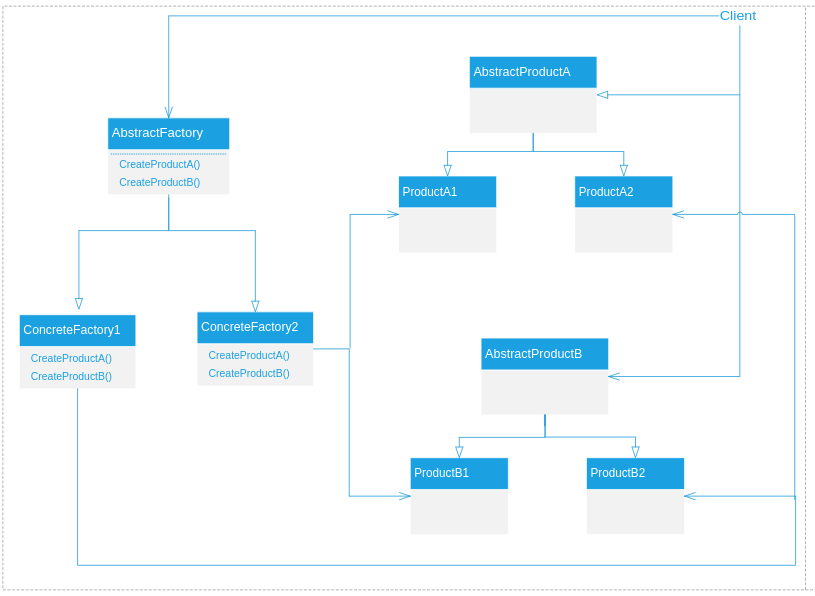 Client
AbstractProductA
AbstractFactory
CreateProductA()
CreateProductB()
ProductA1
ProductA2
ConcreteFactory1
CreateProductA()
CreateProductB()
ConcreteFactory2
CreateProductA()
CreateProductB()
AbstractProductB
ProductB1
ProductB2